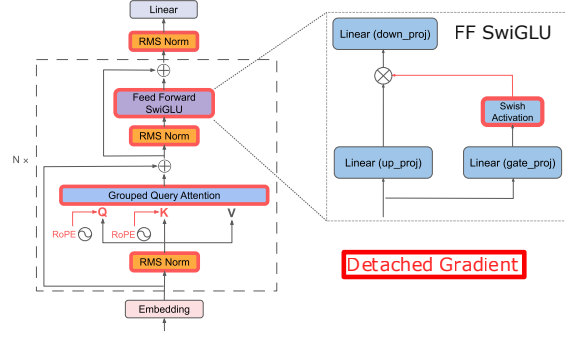 Linear
RMS Norm
Feed Forward
SwiGLU
RMS Norm
N ×
Grouped Query Attention
Q
K
V
RoPE
RoPE
RMS Norm
Embedding
FF SwiGLU
Linear (down_proj)
Swish
Activation
Linear (up_proj)
Linear (gate_proj)
Detached Gradient